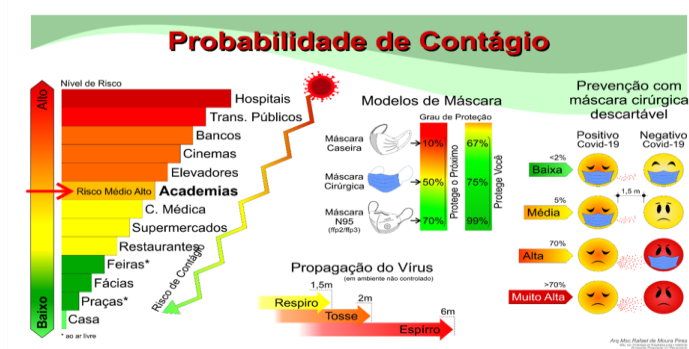 Probabilidade de Contágio
Nível de Risco
Alto
Hospitais
Trans. Públicos
Bancos
Cinemas
Elevadores
Risco Médio Alto Academias
C. Médica
Supermercados
Restaurantes
Feiras*
Fácias
Praças*
Casa
Baixo
* ao ar livre
Risco de Contágio
Modelos de Máscara
Grau de Proteção
Máscara
Caseira
10%
67%
Máscara
Cirúrgica
50%
75%
Máscara
N95
(ffp2/ffp3)
70%
99%
Protege o Próximo
Protege Você
Propagação do Vírus
(em ambiente não controlado)
1,5m
Respiro
2m
Tosse
6m
Espirro
Prevenção com
máscara cirúrgica
descartável
Positivo
Covid-19
Negativo
Covid-19
<2%
Baixa
1,5 m
5%
Média
70%
Alta
>70%
Muito Alta
Arq.Msc.Rafael de Moura Pires